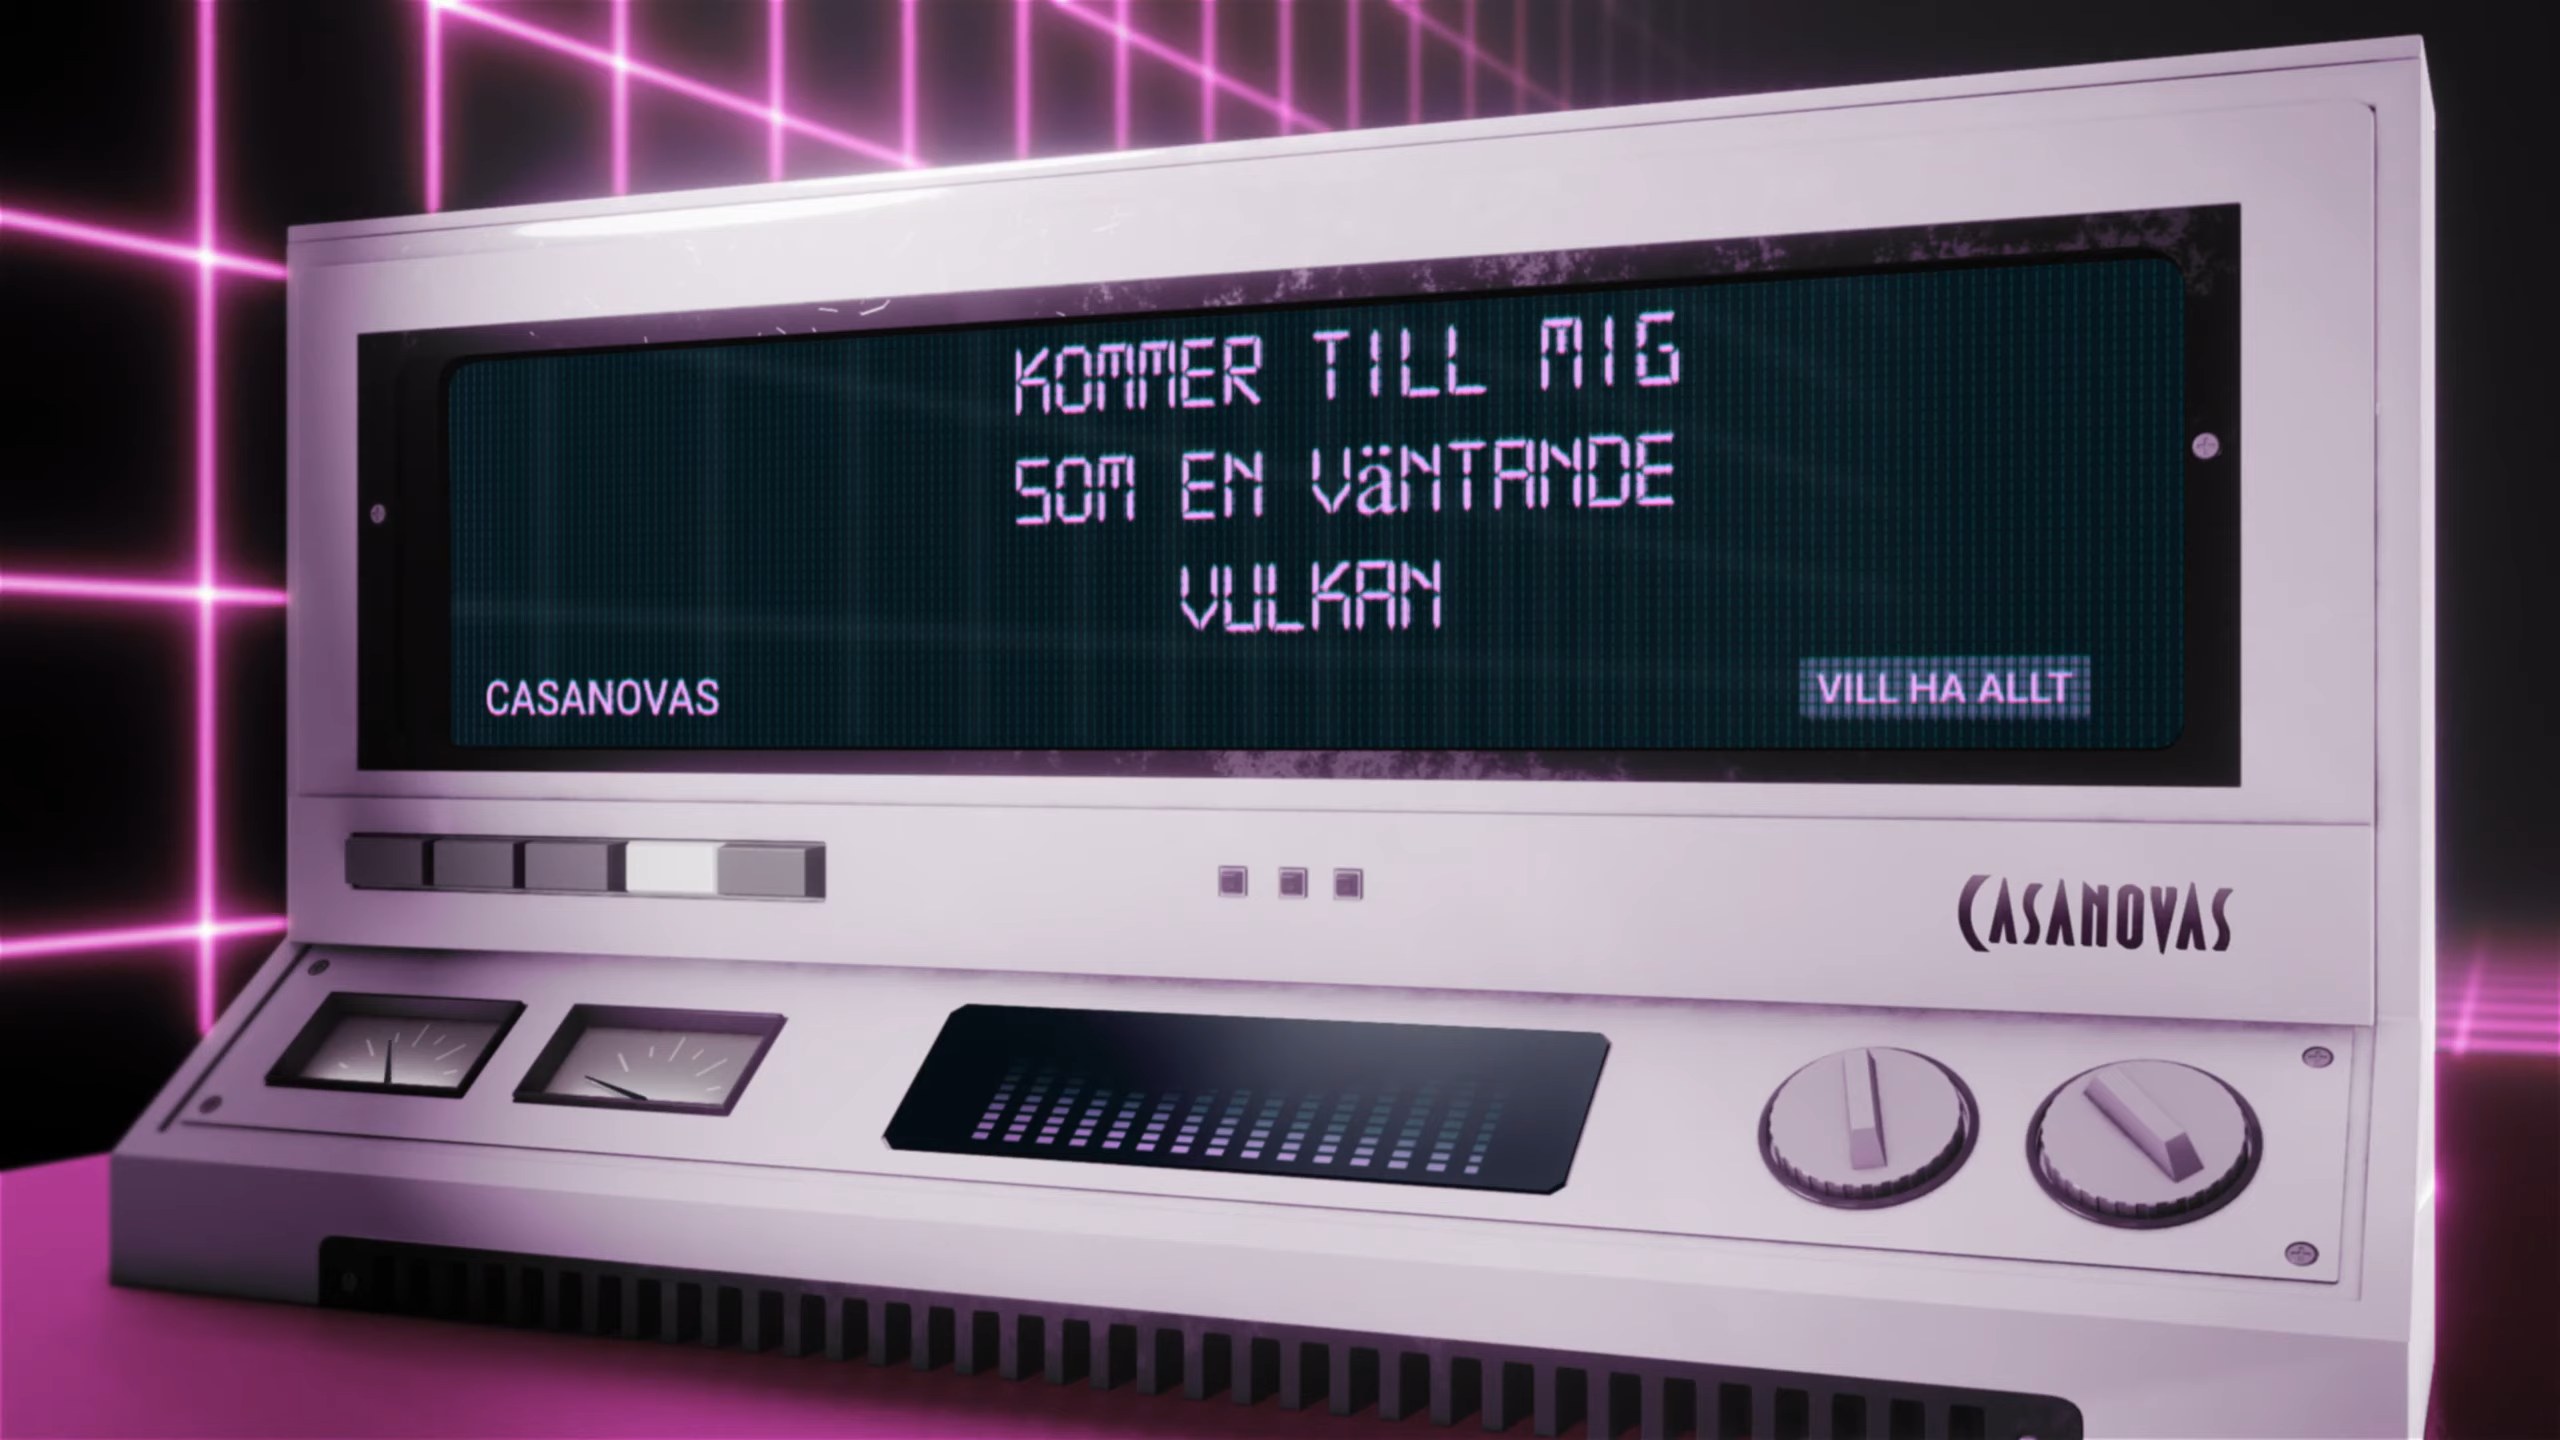 KOMMER TILL MIG
SOM EN VäNTANDE
VULKAN
CASANOVAS
VILL HA ALLT
CASANOVAS